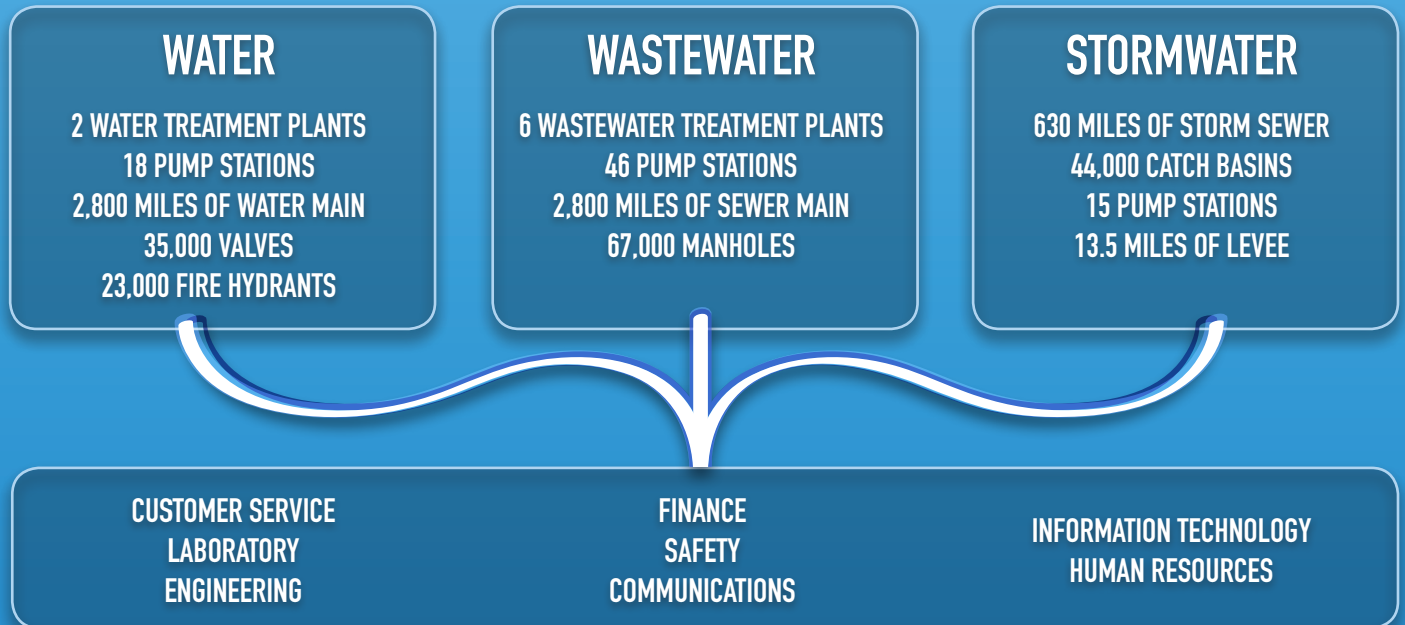 WATER
2 WATER TREATMENT PLANTS
18 PUMP STATIONS
2,800 MILES OF WATER MAIN
35,000 VALVES
23,000 FIRE HYDRANTS
WASTEWATER
6 WASTEWATER TREATMENT PLANTS
46 PUMP STATIONS
2,800 MILES OF SEWER MAIN
67,000 MANHOLES
STORMWATER
630 MILES OF STORM SEWER
44,000 CATCH BASINS
15 PUMP STATIONS
13.5 MILES OF LEVEE
CUSTOMER SERVICE
LABORATORY
ENGINEERING
FINANCE
SAFETY
COMMUNICATIONS
INFORMATION TECHNOLOGY
HUMAN RESOURCES